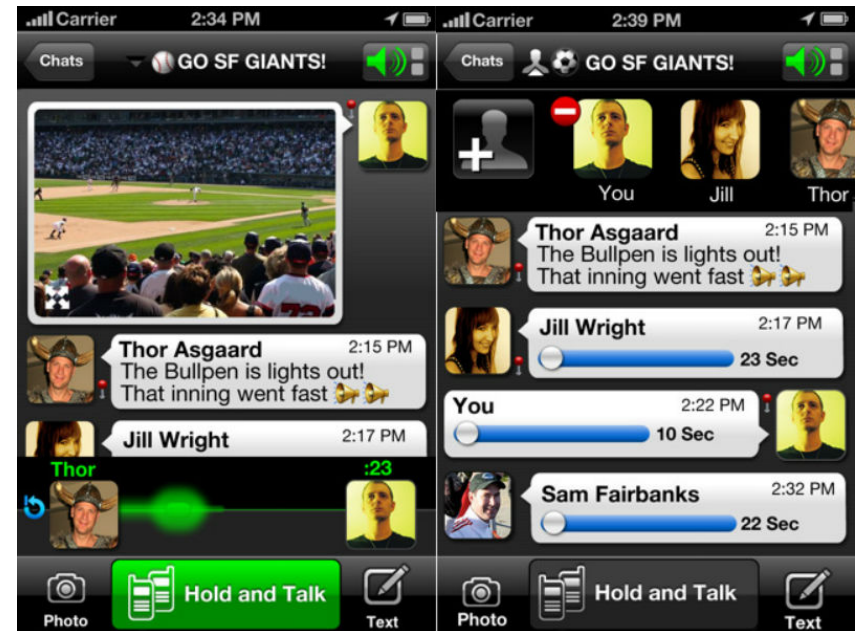 Carrier 2:34 PM
Chats GO SF GIANTS!
Thor Asgaard 2:15 PM
The Bullpen is lights out!
That inning went fast
Jill Wright 2:17 PM
Thor :23
Photo Hold and Talk Text
Carrier 2:39 PM
Chats GO SF GIANTS!
You Jill Thor
Thor Asgaard 2:15 PM
The Bullpen is lights out!
That inning went fast
Jill Wright 2:17 PM
23 Sec
You 2:22 PM
10 Sec
Sam Fairbanks 2:32 PM
22 Sec
Photo Hold and Talk Text